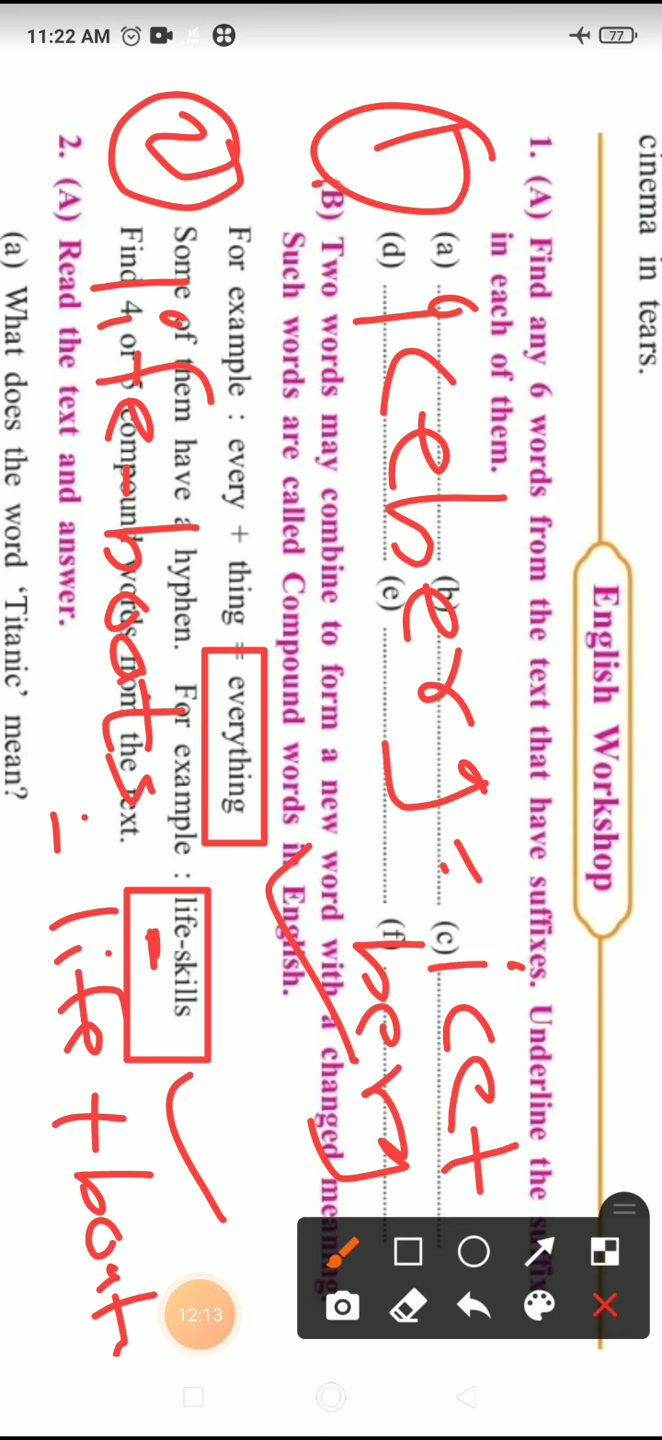 11:22 AM
77
cinema in tears.
English Workshop
1. (A) Find any 6 words from the text that have suffixes. Underline the suffix
in each of them.
(a) (b) (c)
(d) (e) (f)
① iceberg = ice + berg
(B) Two words may combine to form a new word with a changed meaning.
Such words are called Compound words in English.
For example : every + thing = everything
Some of them have a hyphen. For example : life-skills
Find 4 or 5 compound words from the text.
② lifeboats = life + boat
2. (A) Read the text and answer.
(a) What does the word ‘Titanic’ mean?
12:13